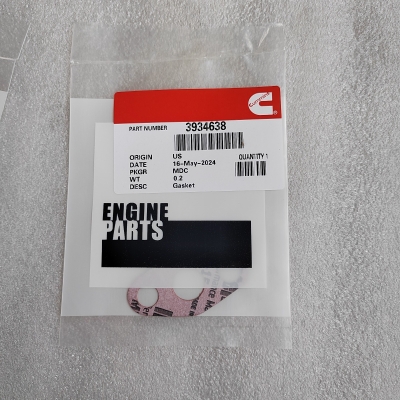 Cummins
PART NUMBER 3934638
ORIGIN US QUANTITY 1
DATE 16-May-2024
PKGR MDC
WT 0.2
DESC Gasket
ENGINE
PARTS